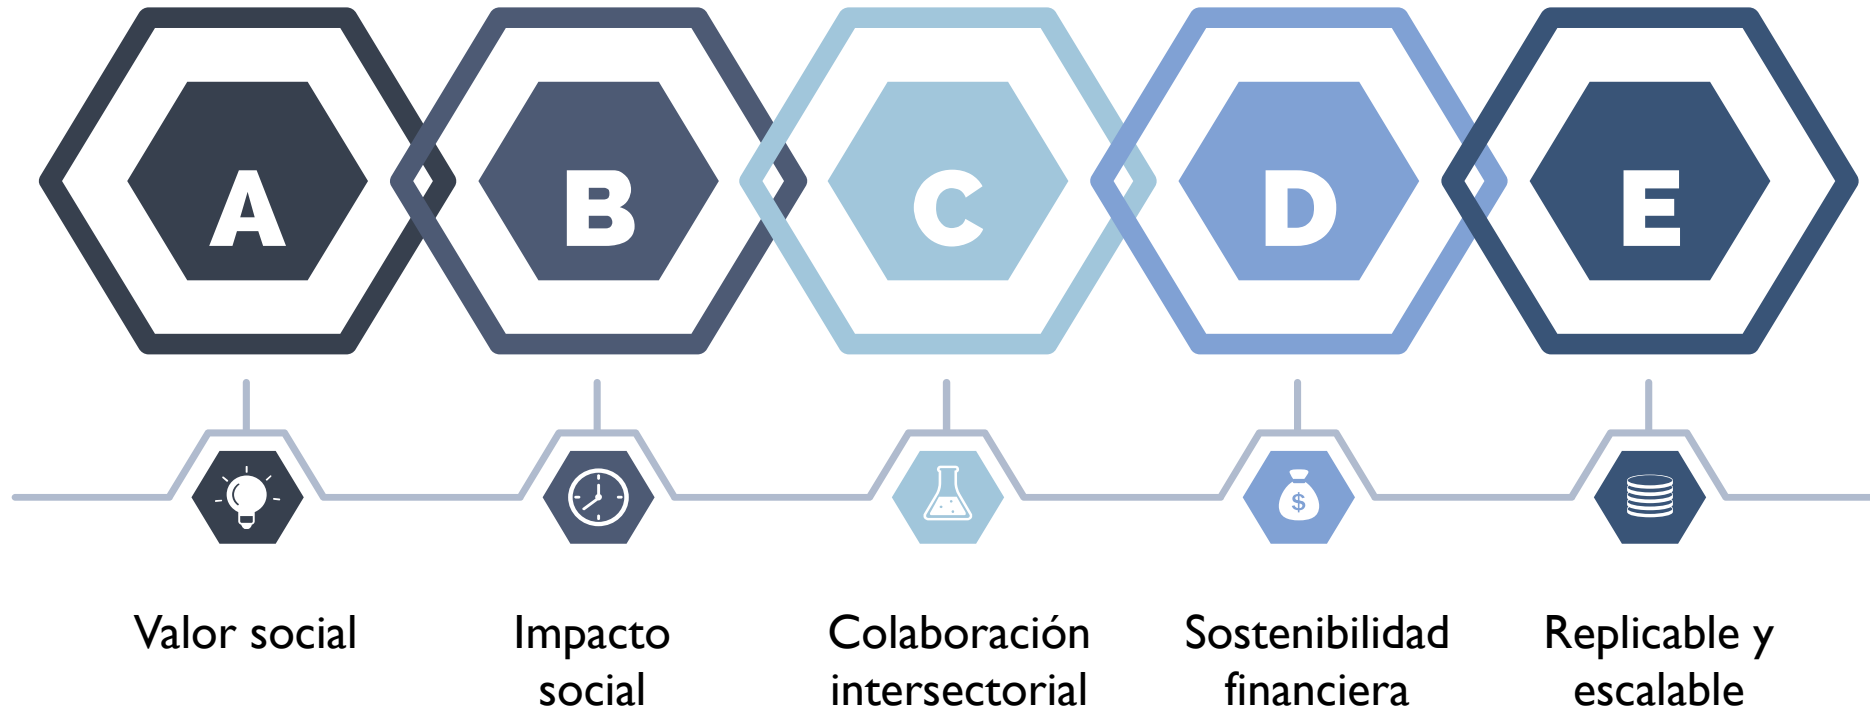 A
B
C
D
E
$
Valor social
Impacto
social
Colaboración
intersectorial
Sostenibilidad
financiera
Replicable y
escalable